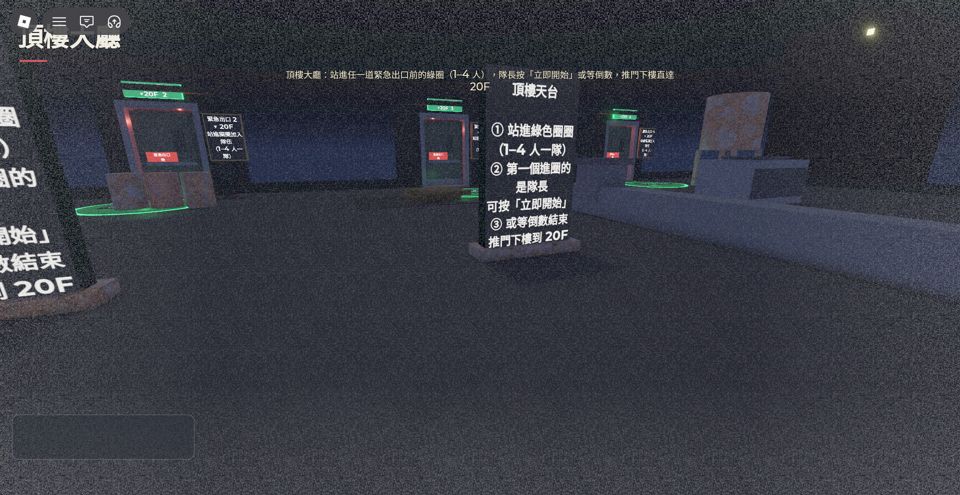 頂樓大廳
頂樓大廳：站進任一道緊急出口前的綠圈（1–4 人），隊長按「立即開始」或等倒數，推門下樓直達
20F
頂樓天台
① 站進綠色圈圈
（1–4 人一隊）
② 第一個進圈的
是隊長
可按「立即開始」
③ 或等倒數結束
推門下樓到 20F
緊急出口 2
▼ 20F
站進綠圈加入
隊伍
（1–4 人一
隊）
圈的
開始」
數結束
到 20F